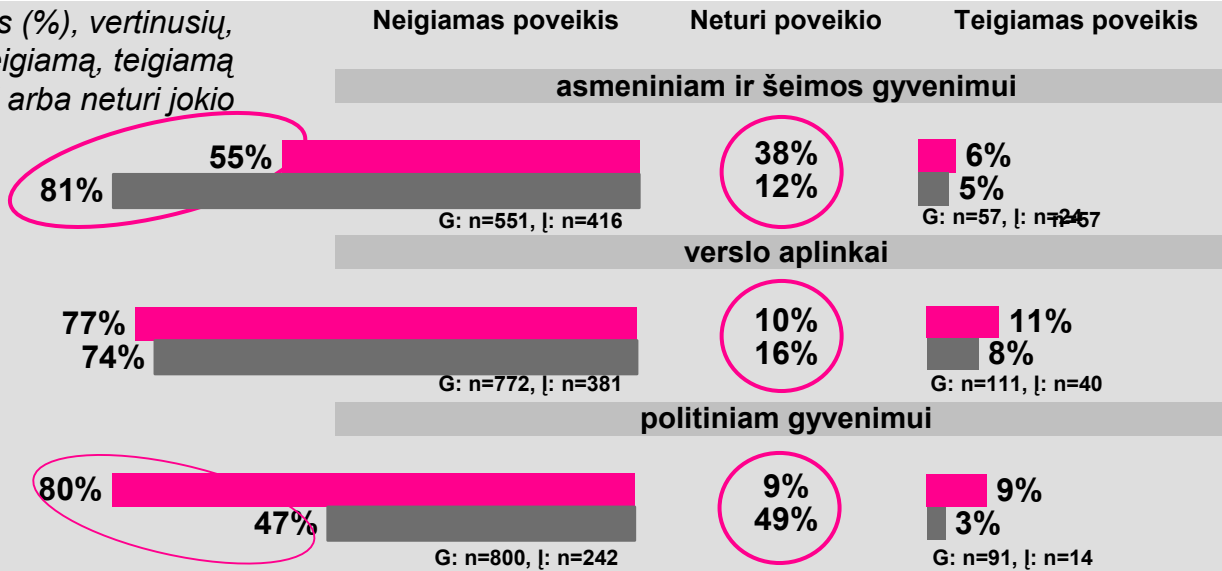 s (%), vertinusių,
eigiamą, teigiamą
arba neturi jokio
Neigiamas poveikis Neturi poveikio Teigiamas poveikis
asmeniniam ir šeimos gyvenimui
55% 38% 6%
81% 12% 5%
G: n=551, Į: n=416 G: n=57, Į: n=24 n=57
verslo aplinkai
77% 10% 11%
74% 16% 8%
G: n=772, Į: n=381 G: n=111, Į: n=40
politiniam gyvenimui
80% 9% 9%
47% 49% 3%
G: n=800, Į: n=242 G: n=91, Į: n=14